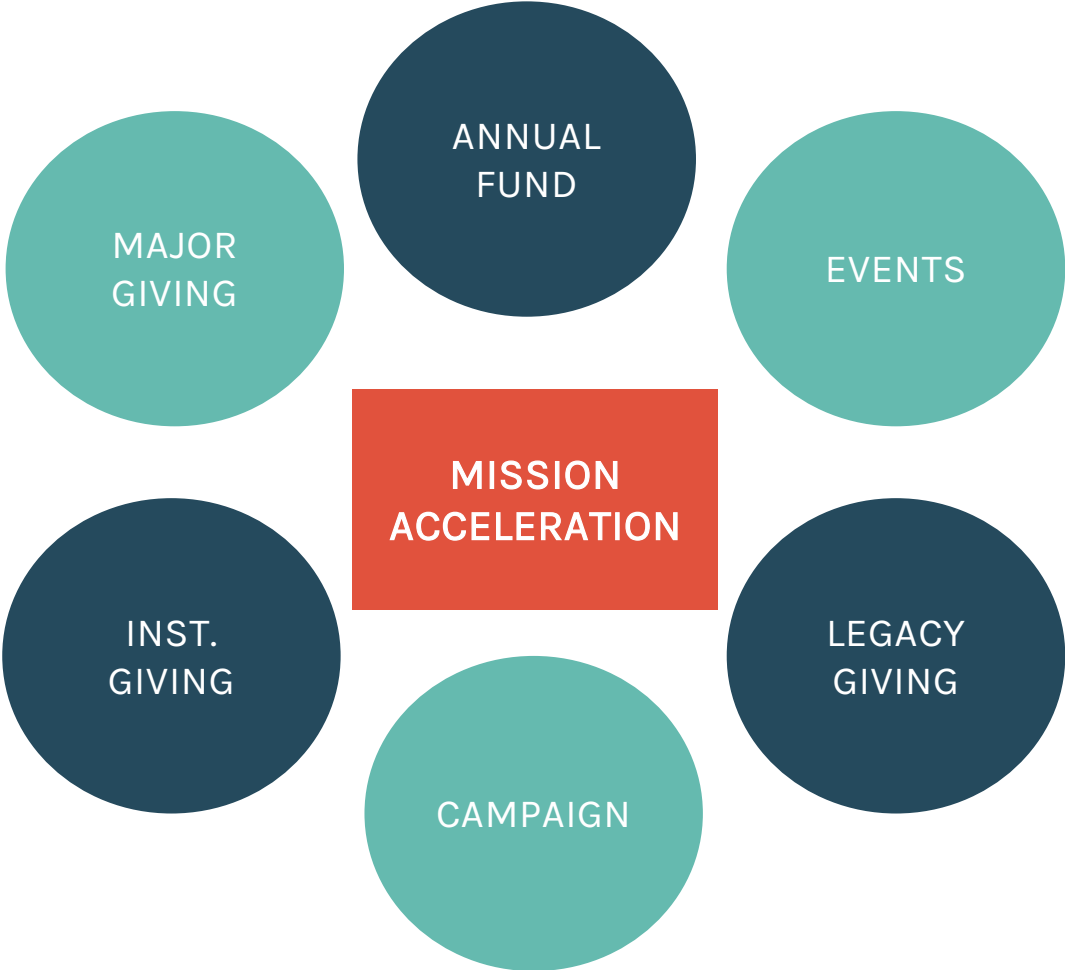 ANNUAL
FUND
MAJOR
GIVING
EVENTS
MISSION
ACCELERATION
INST.
GIVING
LEGACY
GIVING
CAMPAIGN